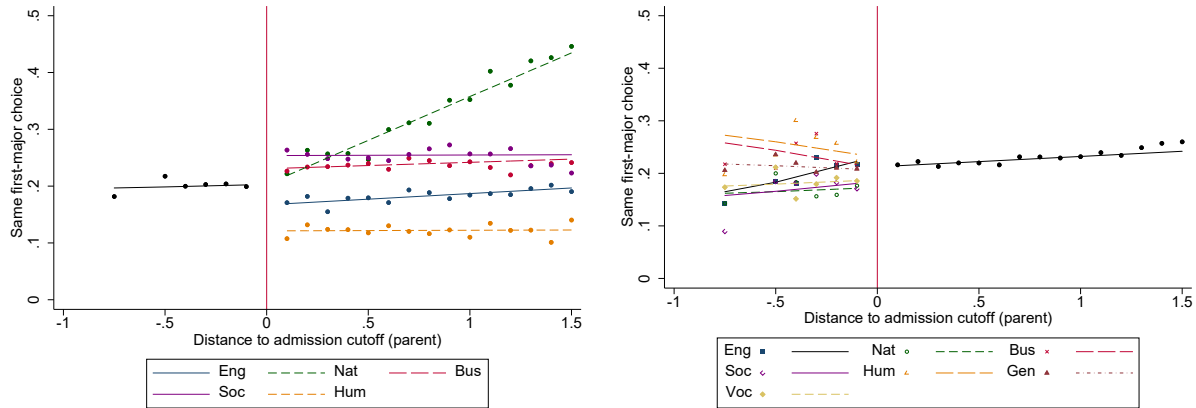 Same first-major choice
.5
.4
.3
.2
.1
0
-1
-.5
0
.5
1
1.5
Distance to admission cutoff (parent)
Eng Nat Bus
Soc Hum
Same first-major choice
.5
.4
.3
.2
.1
0
-1
-.5
0
.5
1
1.5
Distance to admission cutoff (parent)
Eng Nat Bus
Soc Hum Gen
Voc